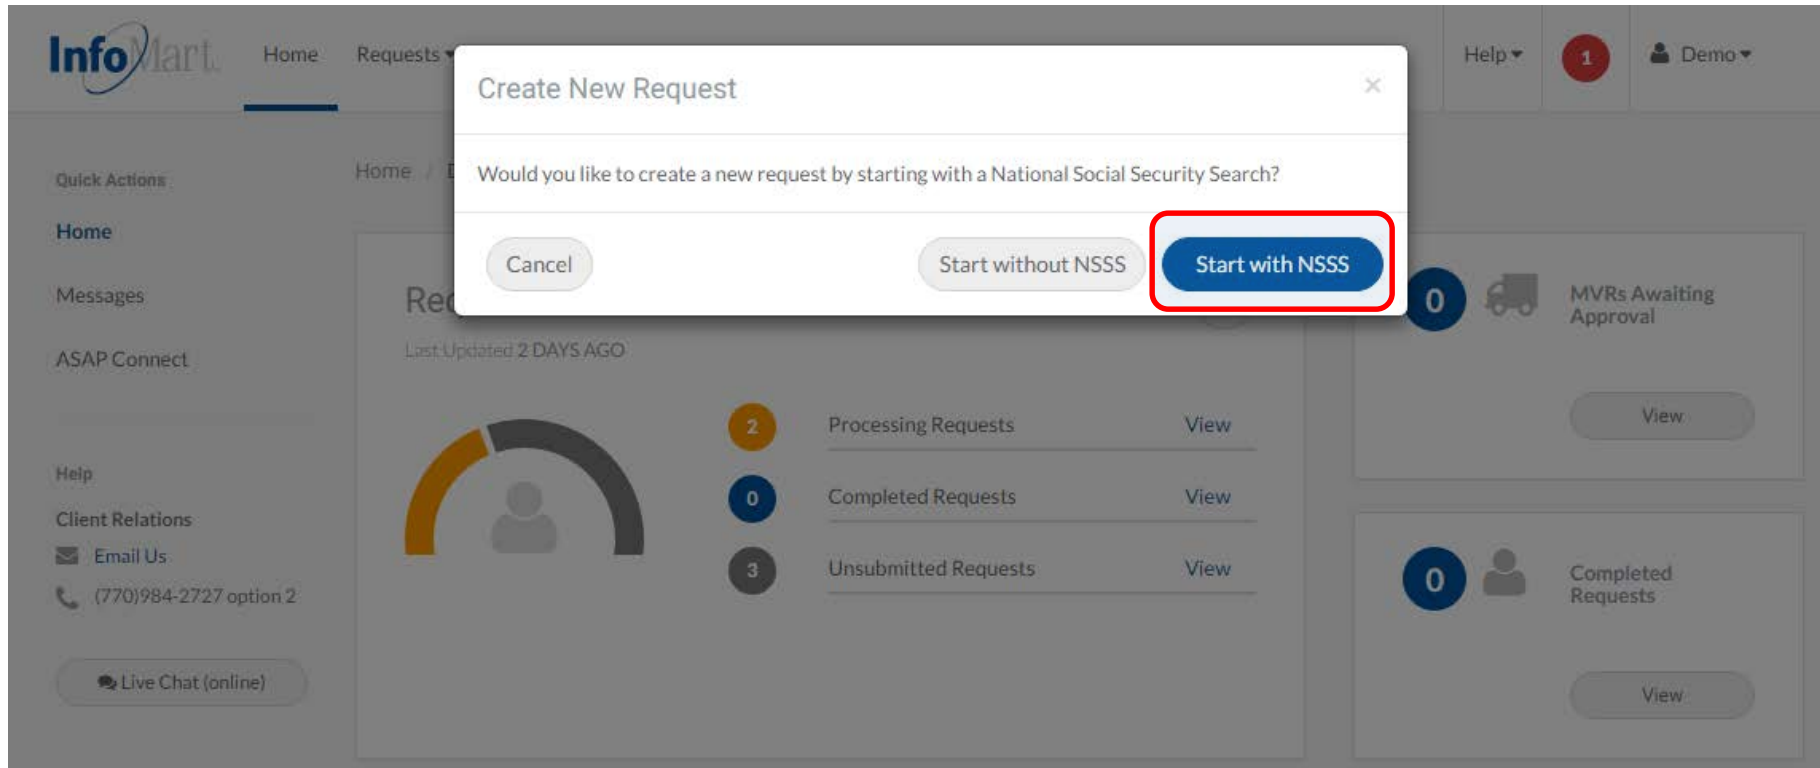 InfoMart
Home
Requests
Help
1
Demo
Create New Request
×
Would you like to create a new request by starting with a National Social Security Search?
Cancel
Start without NSSS
Start with NSSS
Quick Actions
Home
Messages
ASAP Connect
Help
Client Relations
Email Us
(770)984-2727 option 2
Live Chat (online)
Home /
Last Updated 2 DAYS AGO
2 Processing Requests View
0 Completed Requests View
3 Unsubmitted Requests View
0
MVRs Awaiting
Approval
View
0
Completed
Requests
View